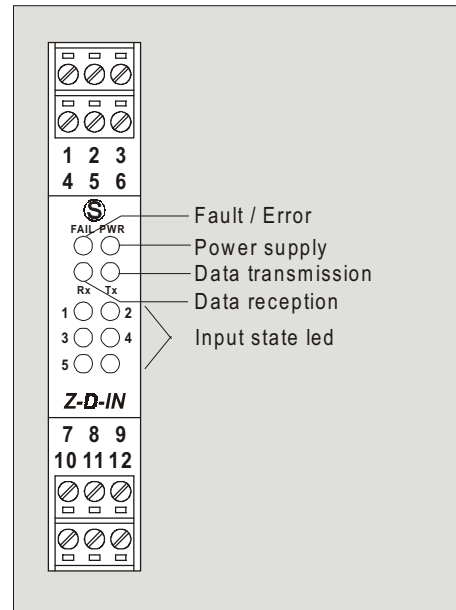 1 2 3
4 5 6
S
FAIL PWR
Fault / Error
Power supply
Data transmission
Rx Tx
Data reception
1 2
3 4
Input state led
5
Z-D-IN
7 8 9
10 11 12